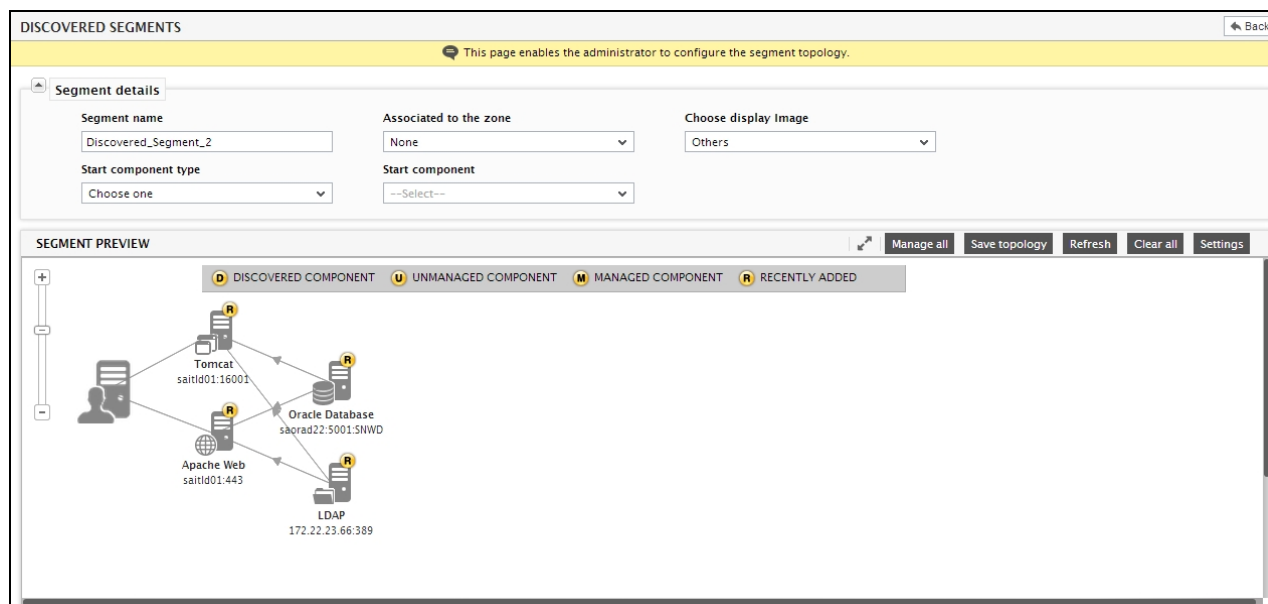 DISCOVERED SEGMENTS
Back
This page enables the administrator to configure the segment topology.
Segment details
Segment name
Associated to the zone
Choose display Image
Discovered_Segment_2
None
Others
Start component type
Start component
Choose one
--Select--
SEGMENT PREVIEW
Manage all
Save topology
Refresh
Clear all
Settings
D DISCOVERED COMPONENT
U UNMANAGED COMPONENT
M MANAGED COMPONENT
R RECENTLY ADDED
R
Tomcat
saitld01:16001
R
Oracle Database
saorad22:5001:SNWD
R
Apache Web
saitld01:443
R
LDAP
172.22.23.66:389